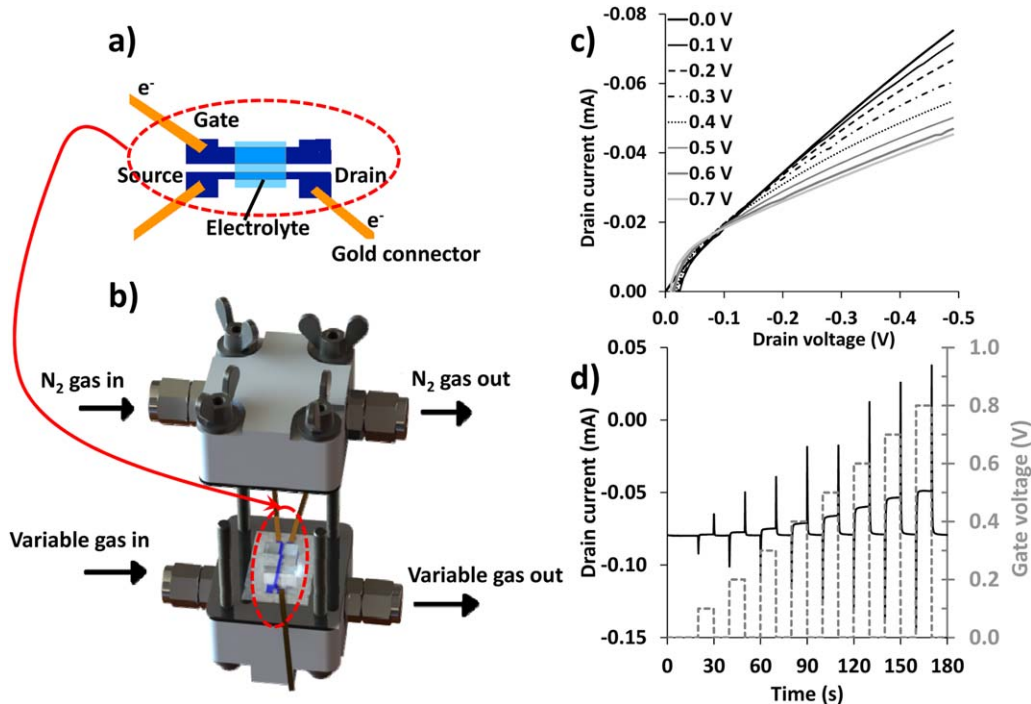 a)
e-
Gate
Source
Drain
Electrolyte
e-
Gold connector
b)
N2 gas in
N2 gas out
Variable gas in
Variable gas out
c)
-0.08
-0.06
-0.04
-0.02
0.00
Drain current (mA)
0.0 V
0.1 V
0.2 V
0.3 V
0.4 V
0.5 V
0.6 V
0.7 V
0.0 -0.1 -0.2 -0.3 -0.4 -0.5
Drain voltage (V)
d)
0.05
0.00
-0.05
-0.10
-0.15
Drain current (mA)
1.0
0.8
0.6
0.4
0.2
0.0
Gate voltage (V)
0 30 60 90 120 150 180
Time (s)